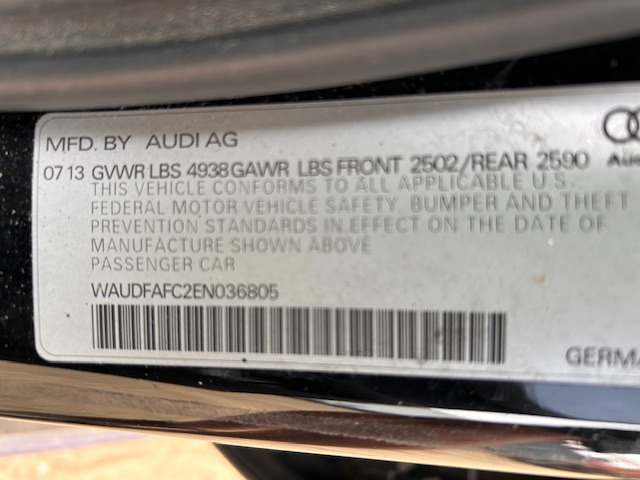 MFD. BY AUDI AG
07 13 GVWR LBS 4938 GAWR LBS FRONT 2502/REAR 2590
THIS VEHICLE CONFORMS TO ALL APPLICABLE U.S.
FEDERAL MOTOR VEHICLE SAFETY, BUMPER AND THEFT
PREVENTION STANDARDS IN EFFECT ON THE DATE OF
MANUFACTURE SHOWN ABOVE
PASSENGER CAR
WAUDFAFC2EN036805